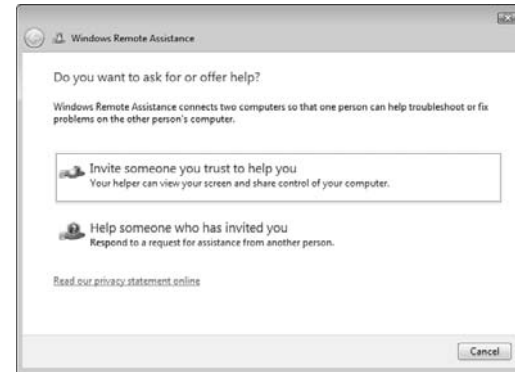 Windows Remote Assistance
Do you want to ask for or offer help?
Windows Remote Assistance connects two computers so that one person can help troubleshoot or fix
problems on the other person's computer.
Invite someone you trust to help you
Your helper can view your screen and share control of your computer.
Help someone who has invited you
Respond to a request for assistance from another person.
Read our privacy statement online
Cancel